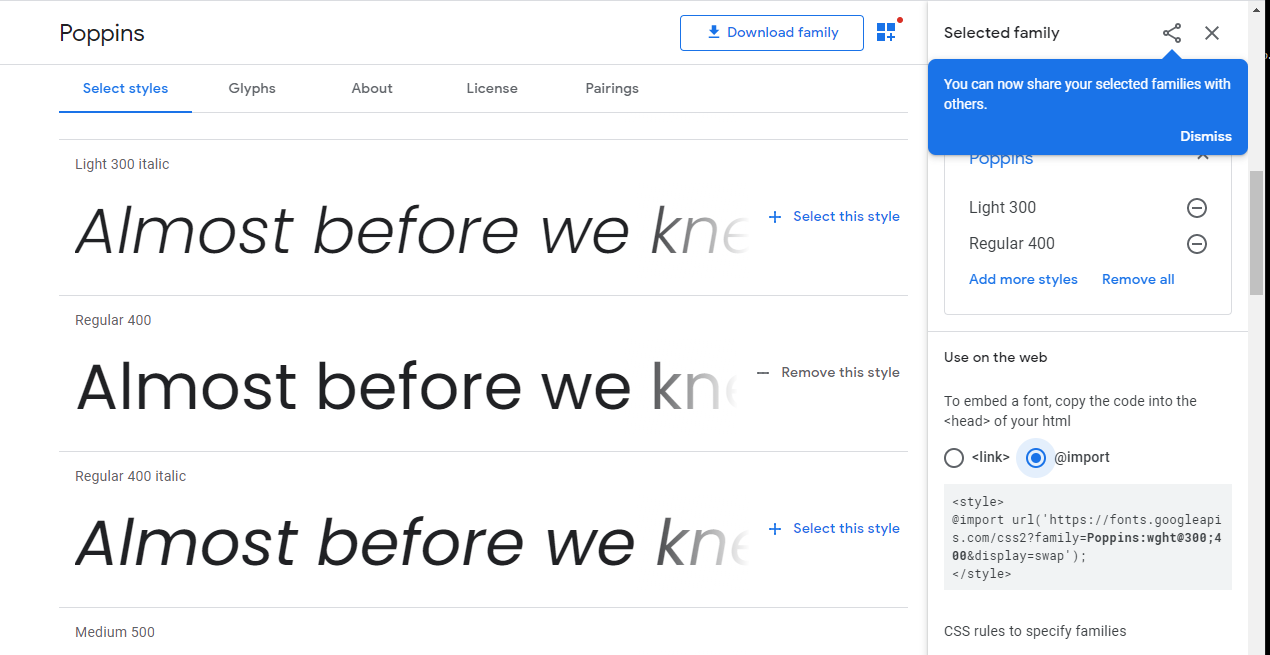 Poppins
Download family
Select styles
Glyphs
About
License
Pairings
Light 300 italic
Almost before we kne
Select this style
Regular 400
Almost before we kne
Remove this style
Regular 400 italic
Almost before we kne
Select this style
Medium 500
Selected family
You can now share your selected families with
others.
Dismiss
Poppins
Light 300
Regular 400
Add more styles
Remove all
Use on the web
To embed a font, copy the code into the
<head> of your html
<link>
@import
<style>
@import url('https://fonts.googleapi
s.com/css2?family=Poppins:wght@300;4
00&display=swap');
</style>
CSS rules to specify families